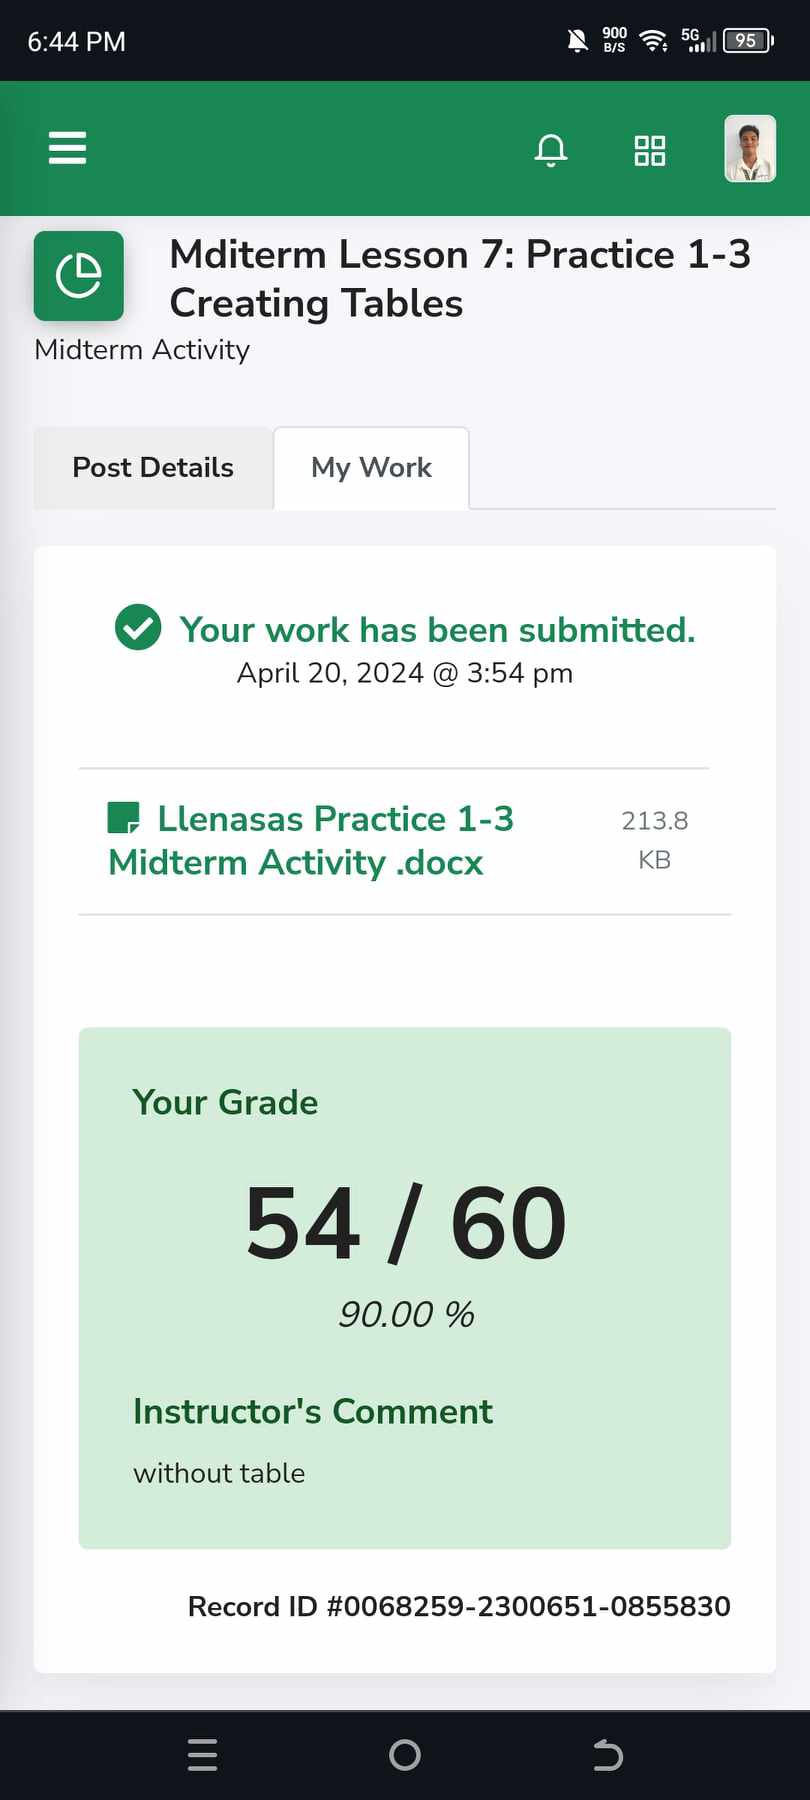 6:44 PM
900
B/S
5G
95
Mditerm Lesson 7: Practice 1-3
Creating Tables
Midterm Activity
Post Details
My Work
Your work has been submitted.
April 20, 2024 @ 3:54 pm
Llenasas Practice 1-3
Midterm Activity .docx
213.8
KB
Your Grade
54 / 60
90.00 %
Instructor's Comment
without table
Record ID #0068259-2300651-0855830